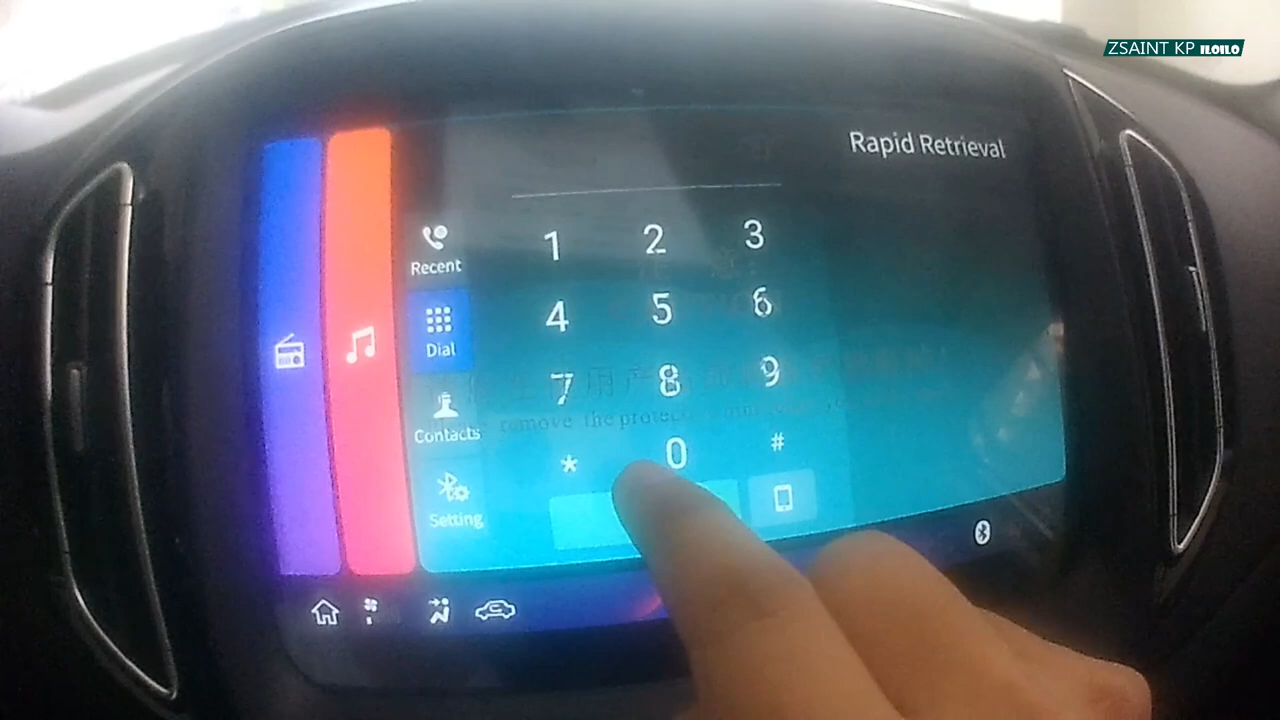 ZSAINT KP ILOILO
Rapid Retrieval
1 2 3
Recent
4 5 6
Dial
7 8 9
remove the protec
Contacts
* 0 #
Setting